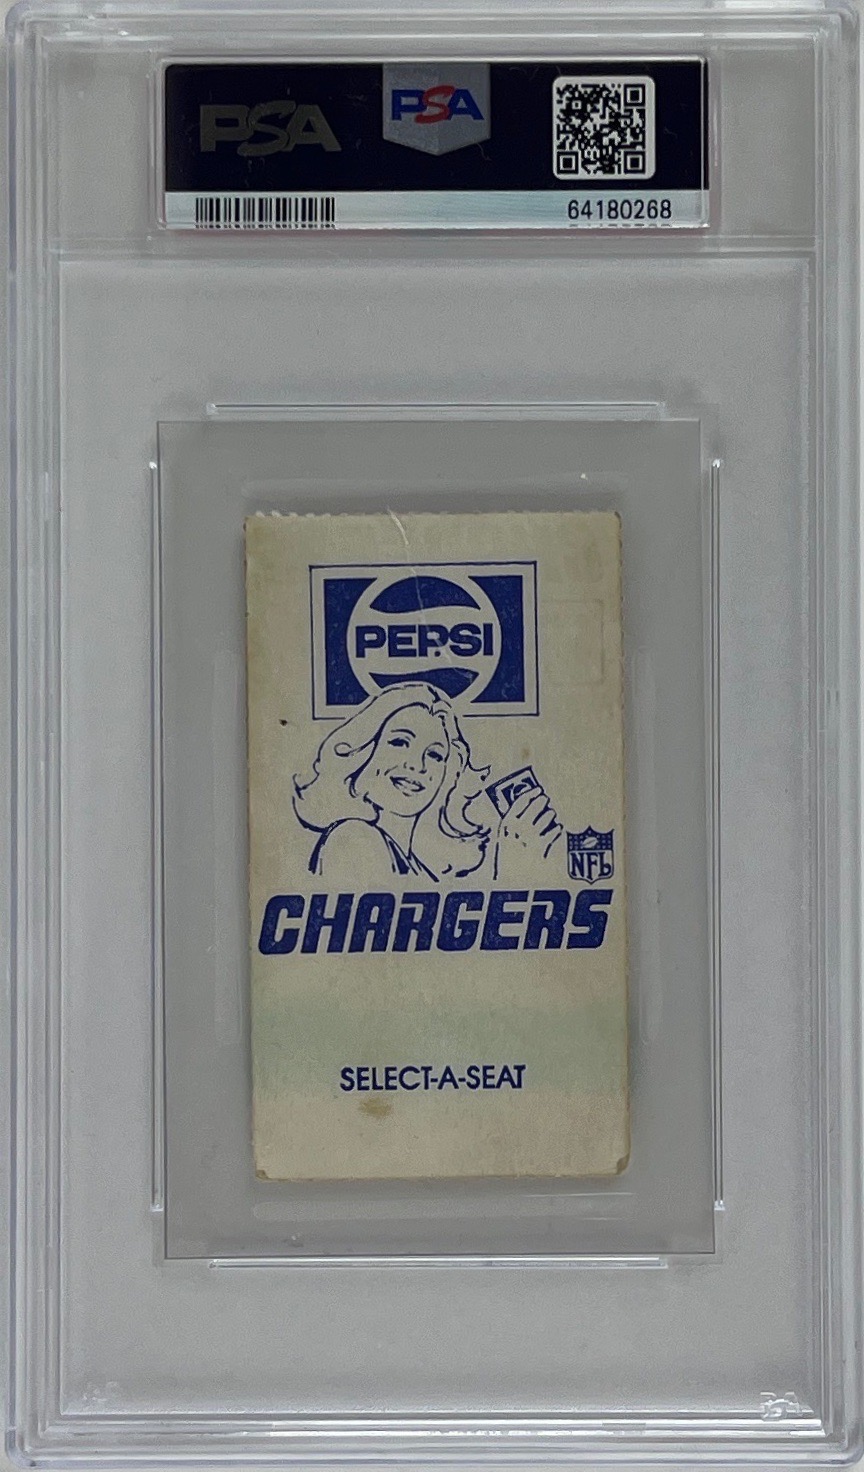 PSA
PSA
64180268
PEPSI
NFL
CHARGERS
SELECT-A-SEAT